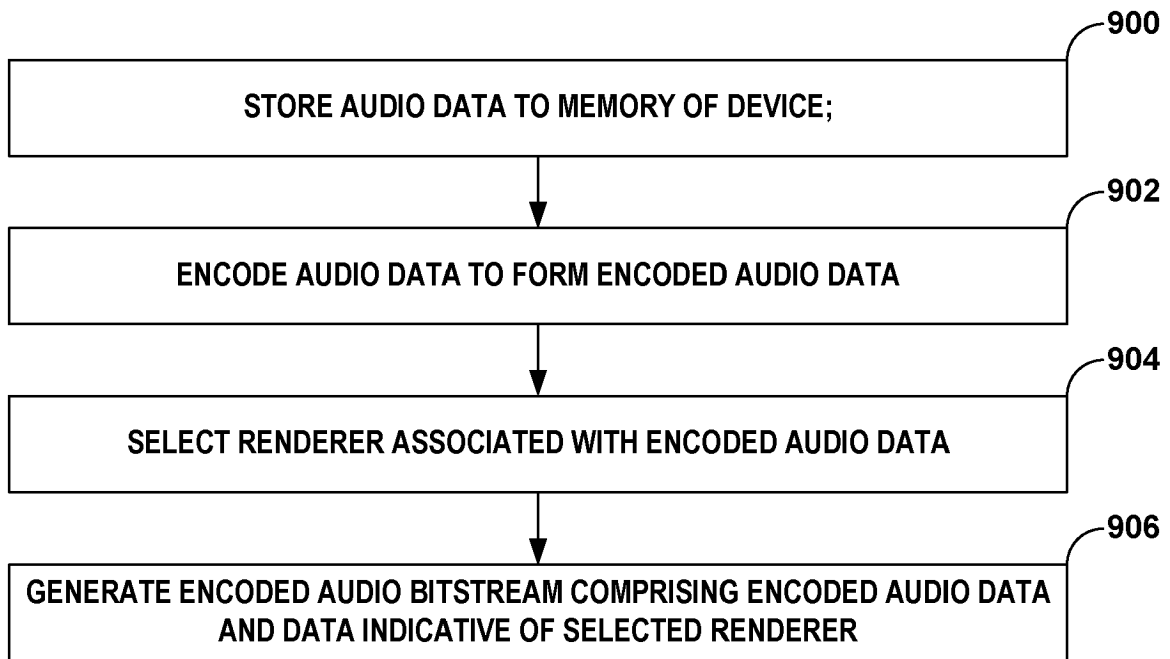 900
STORE AUDIO DATA TO MEMORY OF DEVICE;
902
ENCODE AUDIO DATA TO FORM ENCODED AUDIO DATA
904
SELECT RENDERER ASSOCIATED WITH ENCODED AUDIO DATA
906
GENERATE ENCODED AUDIO BITSTREAM COMPRISING ENCODED AUDIO DATA
AND DATA INDICATIVE OF SELECTED RENDERER